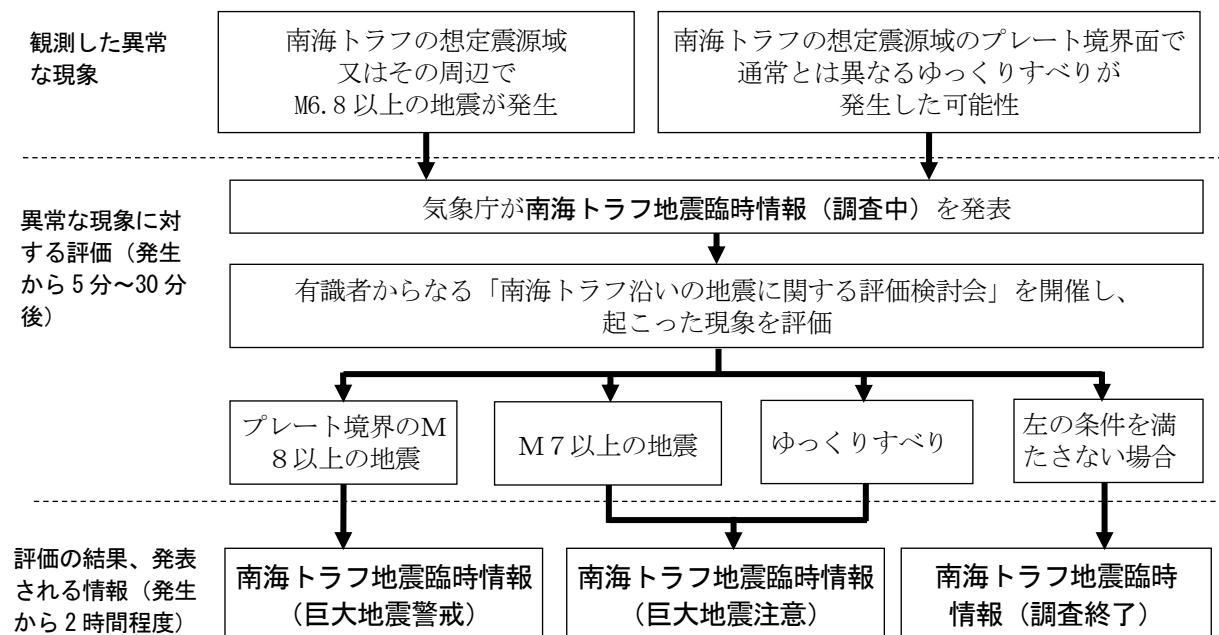 観測した異常
な現象
南海トラフの想定震源域
又はその周辺で
M6.8以上の地震が発生
南海トラフの想定震源域のプレート境界面で
通常とは異なるゆっくりすべりが
発生した可能性
異常な現象に対
する評価（発生
から5分～30分
後）
気象庁が南海トラフ地震臨時情報（調査中）を発表
有識者からなる「南海トラフ沿いの地震に関する評価検討会」を開催し、
起こった現象を評価
プレート境界のＭ
８以上の地震
Ｍ７以上の地震
ゆっくりすべり
左の条件を満
たさない場合
評価の結果、発表
される情報（発生
から2時間程度）
南海トラフ地震臨時情報
（巨大地震警戒）
南海トラフ地震臨時情報
（巨大地震注意）
南海トラフ地震臨時
情報（調査終了）